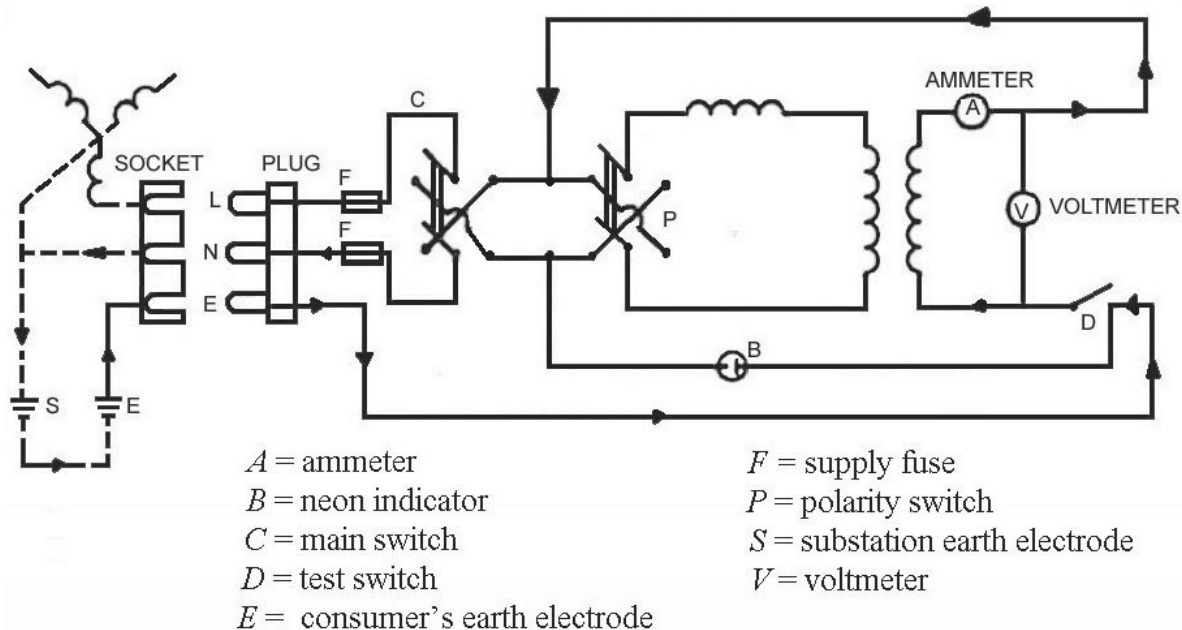 AMMETER
C
A
SOCKET
PLUG
F
L
P
V
VOLTMETER
N
F
E
D
B
S
E
A = ammeter
B = neon indicator
C = main switch
D = test switch
E = consumer’s earth electrode
F = supply fuse
P = polarity switch
S = substation earth electrode
V = voltmeter